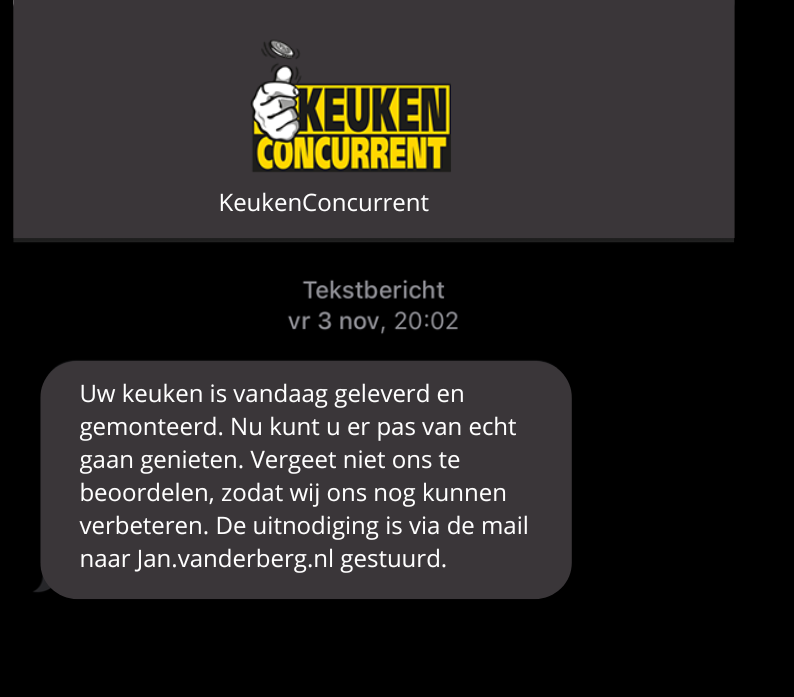 KEUKEN
CONCURRENT
KeukenConcurrent
Tekstbericht
vr 3 nov, 20:02
Uw keuken is vandaag geleverd en
gemonteerd. Nu kunt u er pas van echt
gaan genieten. Vergeet niet ons te
beoordelen, zodat wij ons nog kunnen
verbeteren. De uitnodiging is via de mail
naar Jan.vanderberg.nl gestuurd.